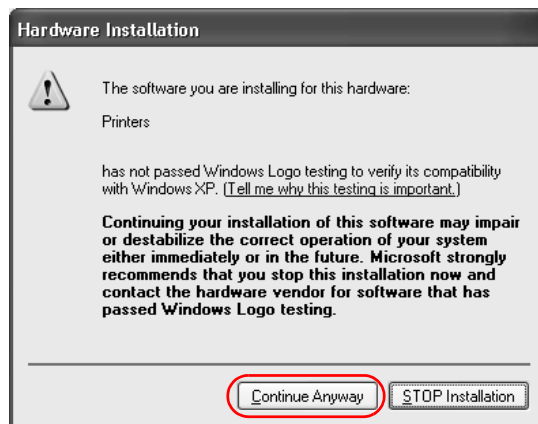 Hardware Installation
The software you are installing for this hardware:
Printers
has not passed Windows Logo testing to verify its compatibility
with Windows XP. (Tell me why this testing is important.)
Continuing your installation of this software may impair
or destabilize the correct operation of your system
either immediately or in the future. Microsoft strongly
recommends that you stop this installation now and
contact the hardware vendor for software that has
passed Windows Logo testing.
Continue Anyway
STOP Installation